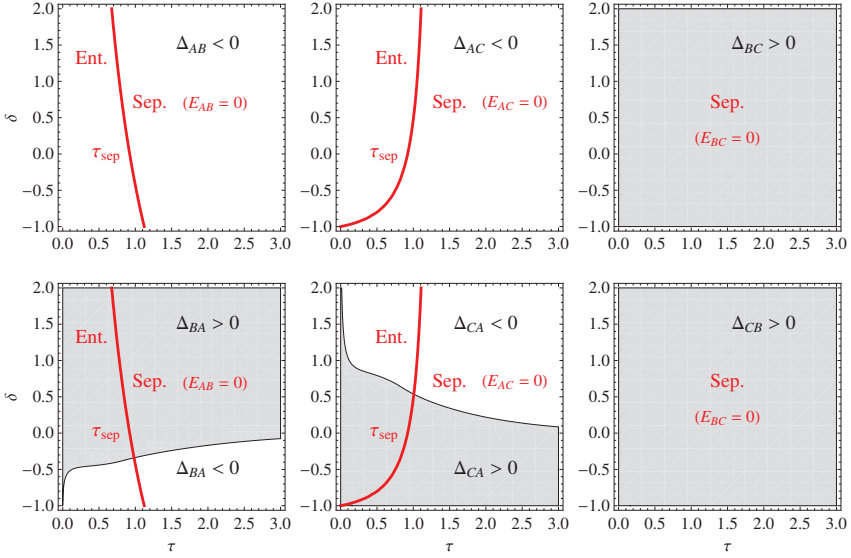 2.0
1.5
1.0
0.5
0.0
−0.5
−1.0
δ
Ent.
Δ_AB < 0
Sep. (E_AB = 0)
τ_sep
0.0 0.5 1.0 1.5 2.0 2.5 3.0
2.0
1.5
1.0
0.5
0.0
−0.5
−1.0
Ent.
Δ_AC < 0
Sep. (E_AC = 0)
τ_sep
0.0 0.5 1.0 1.5 2.0 2.5 3.0
2.0
1.5
1.0
0.5
0.0
−0.5
−1.0
Δ_BC > 0
Sep.
(E_BC = 0)
0.0 0.5 1.0 1.5 2.0 2.5 3.0
2.0
1.5
1.0
0.5
0.0
−0.5
−1.0
δ
Ent.
Δ_BA > 0
Sep. (E_AB = 0)
τ_sep
Δ_BA < 0
0.0 0.5 1.0 1.5 2.0 2.5 3.0
τ
2.0
1.5
1.0
0.5
0.0
−0.5
−1.0
Ent.
Δ_CA < 0
Sep. (E_AC = 0)
τ_sep
Δ_CA > 0
0.0 0.5 1.0 1.5 2.0 2.5 3.0
τ
2.0
1.5
1.0
0.5
0.0
−0.5
−1.0
Δ_CB > 0
Sep.
(E_BC = 0)
0.0 0.5 1.0 1.5 2.0 2.5 3.0
τ